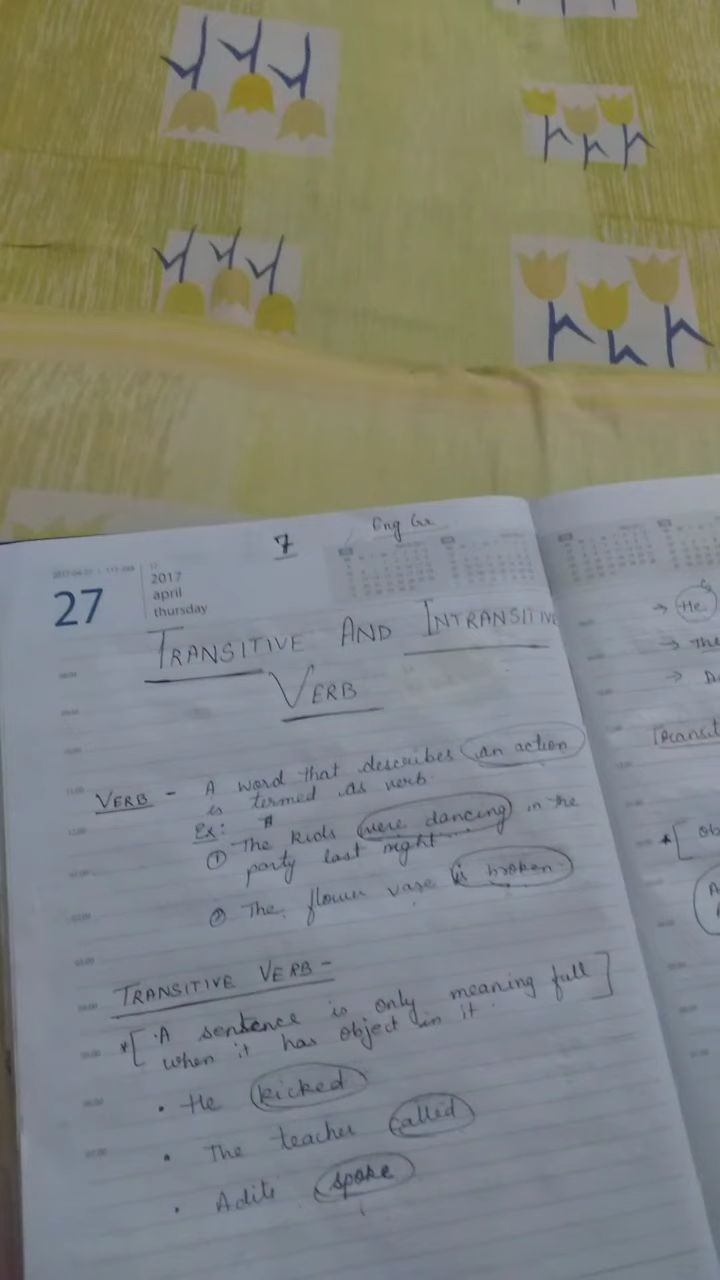 7
Eng Gr
27
2017
april
thursday
TRANSITIVE AND INTRANSITIV
VERB
VERB - A word that describes an action
is termed as verb.
Ex:
① The kids were dancing in the
party last night
② The flower vase is broken
TRANSITIVE VERB -
*[ A sentence is only meaning full ]
when it has object in it
• He kicked
• The teacher called
• Aditi spoke
→ He
→ The
→
*[ Ob